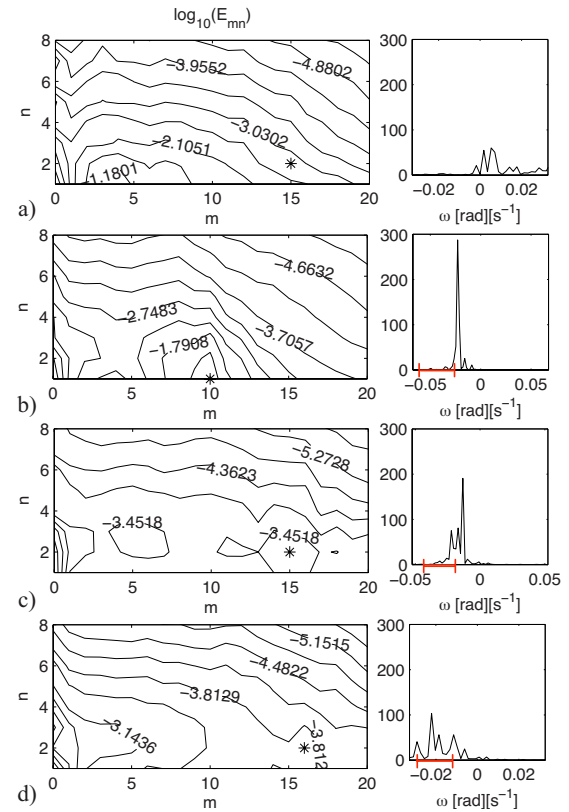 log10(Emn)
8
6
4
2
n
−3.9552
−4.8802
−3.0302
−2.1051
−1.1801
*
0 5 10 15 20
m
a)
300
200
100
0
−0.02 0 0.02
ω [rad][s−1]
8
6
4
2
n
−4.6632
−2.7483
−3.7057
−1.7908
*
0 5 10 15 20
m
b)
300
200
100
0
−0.05 0 0.05
ω [rad][s−1]
8
6
4
2
n
−5.2728
−4.3623
−3.4518
−3.4518
*
0 5 10 15 20
m
c)
300
200
100
0
−0.05 0 0.05
ω [rad][s−1]
8
6
4
2
n
−5.1515
−4.4822
−3.8129
−3.1436
−3.812
*
0 5 10 15 20
m
d)
300
200
100
0
−0.02 0 0.02
ω [rad][s−1]